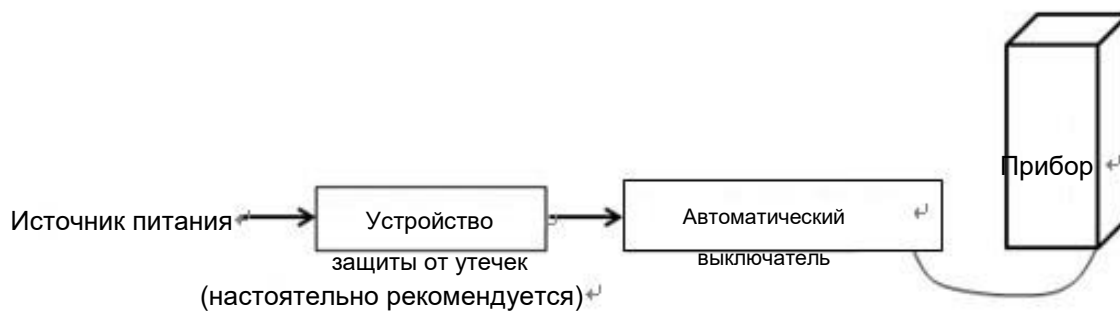 Источник питания
Устройство
защиты от утечек
(настоятельно рекомендуется)
Автоматический
выключатель
Прибор